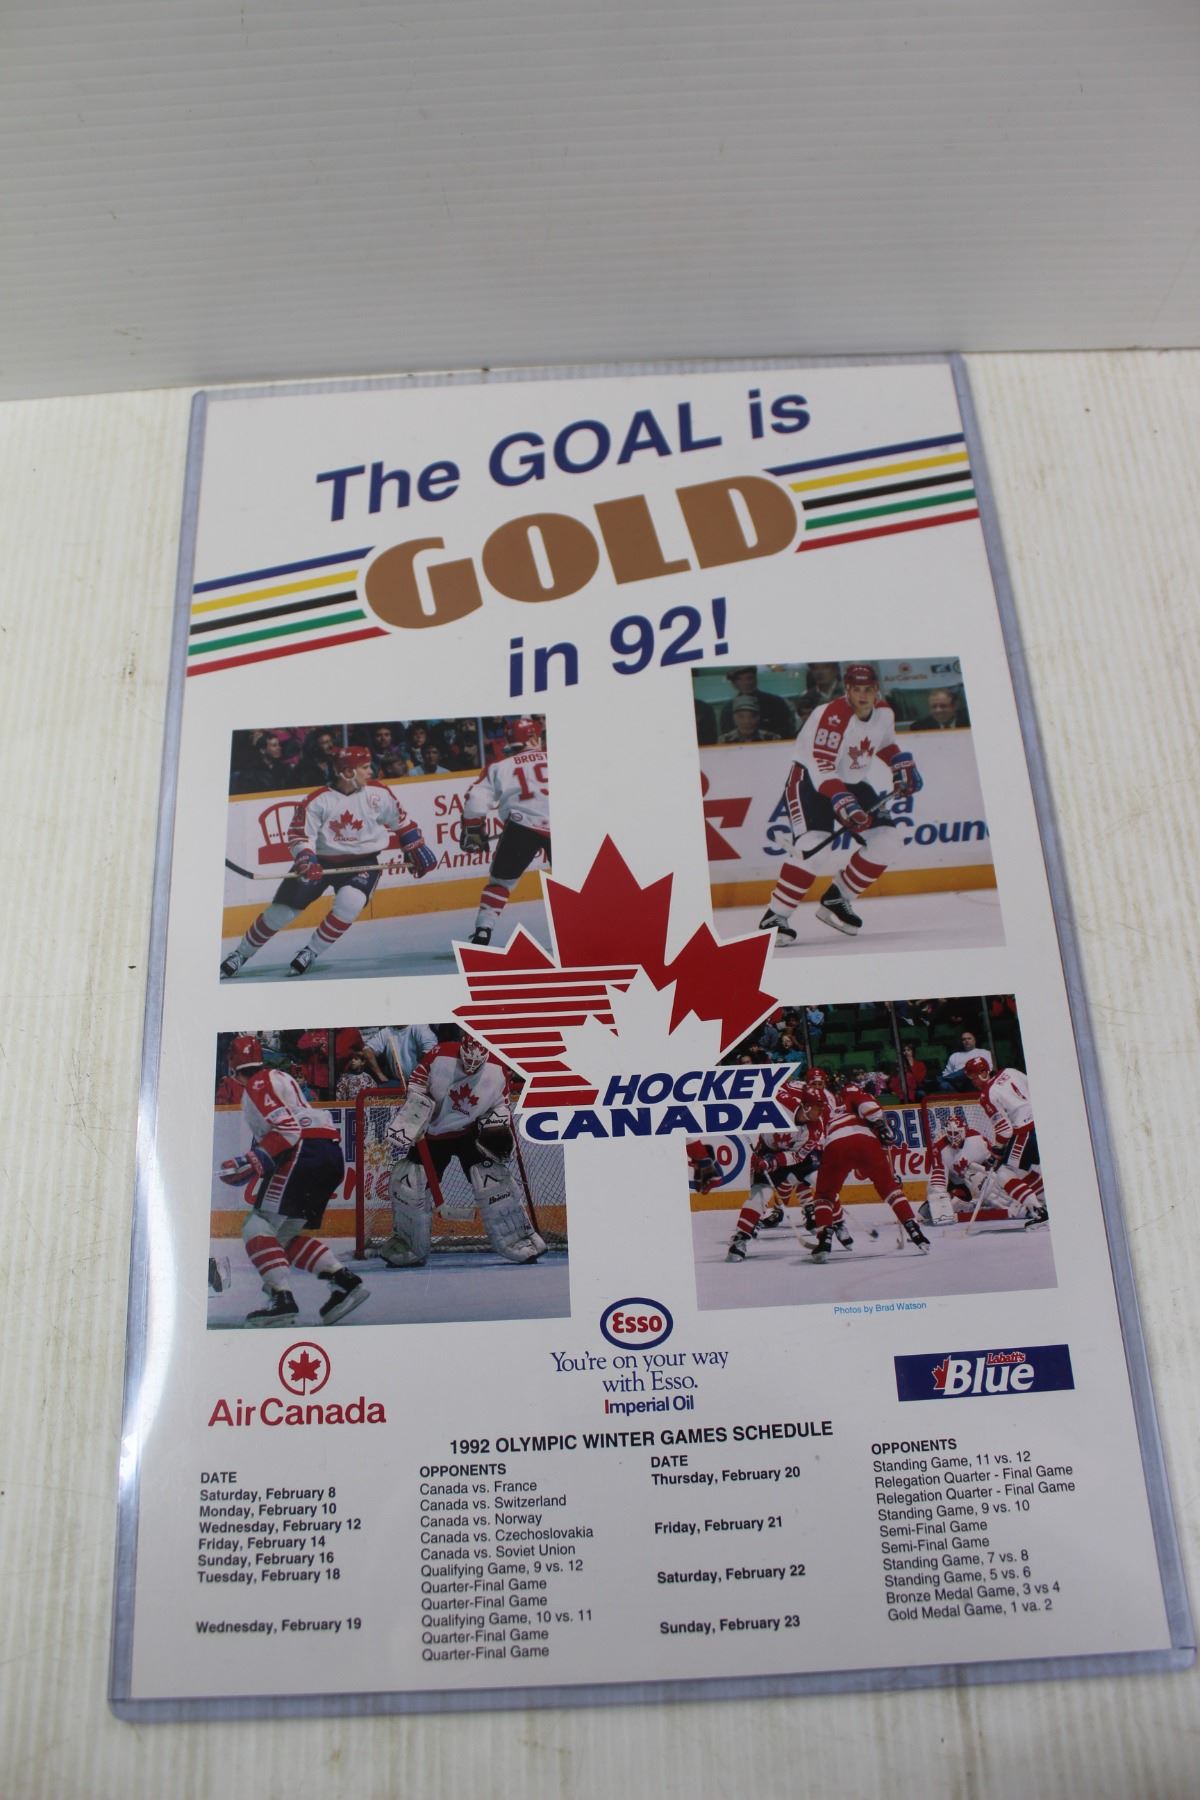 The GOAL is
GOLD
in 92!
BROS
19
88
CANADA
Air Canada
Coun
4
HOCKEY
CANADA
Photos by Brad Watson
Esso
You're on your way
with Esso.
Imperial Oil
Air Canada
Labatt's
Blue
1992 OLYMPIC WINTER GAMES SCHEDULE
DATE
Saturday, February 8
Monday, February 10
Wednesday, February 12
Friday, February 14
Sunday, February 16
Tuesday, February 18
Wednesday, February 19
OPPONENTS
Canada vs. France
Canada vs. Switzerland
Canada vs. Norway
Canada vs. Czechoslovakia
Canada vs. Soviet Union
Qualifying Game, 9 vs. 12
Quarter-Final Game
Quarter-Final Game
Qualifying Game, 10 vs. 11
Quarter-Final Game
Quarter-Final Game
DATE
Thursday, February 20
Friday, February 21
Saturday, February 22
Sunday, February 23
OPPONENTS
Standing Game, 11 vs. 12
Relegation Quarter - Final Game
Relegation Quarter - Final Game
Standing Game, 9 vs. 10
Semi-Final Game
Semi-Final Game
Standing Game, 7 vs. 8
Standing Game, 5 vs. 6
Bronze Medal Game, 3 vs 4
Gold Medal Game, 1 va. 2